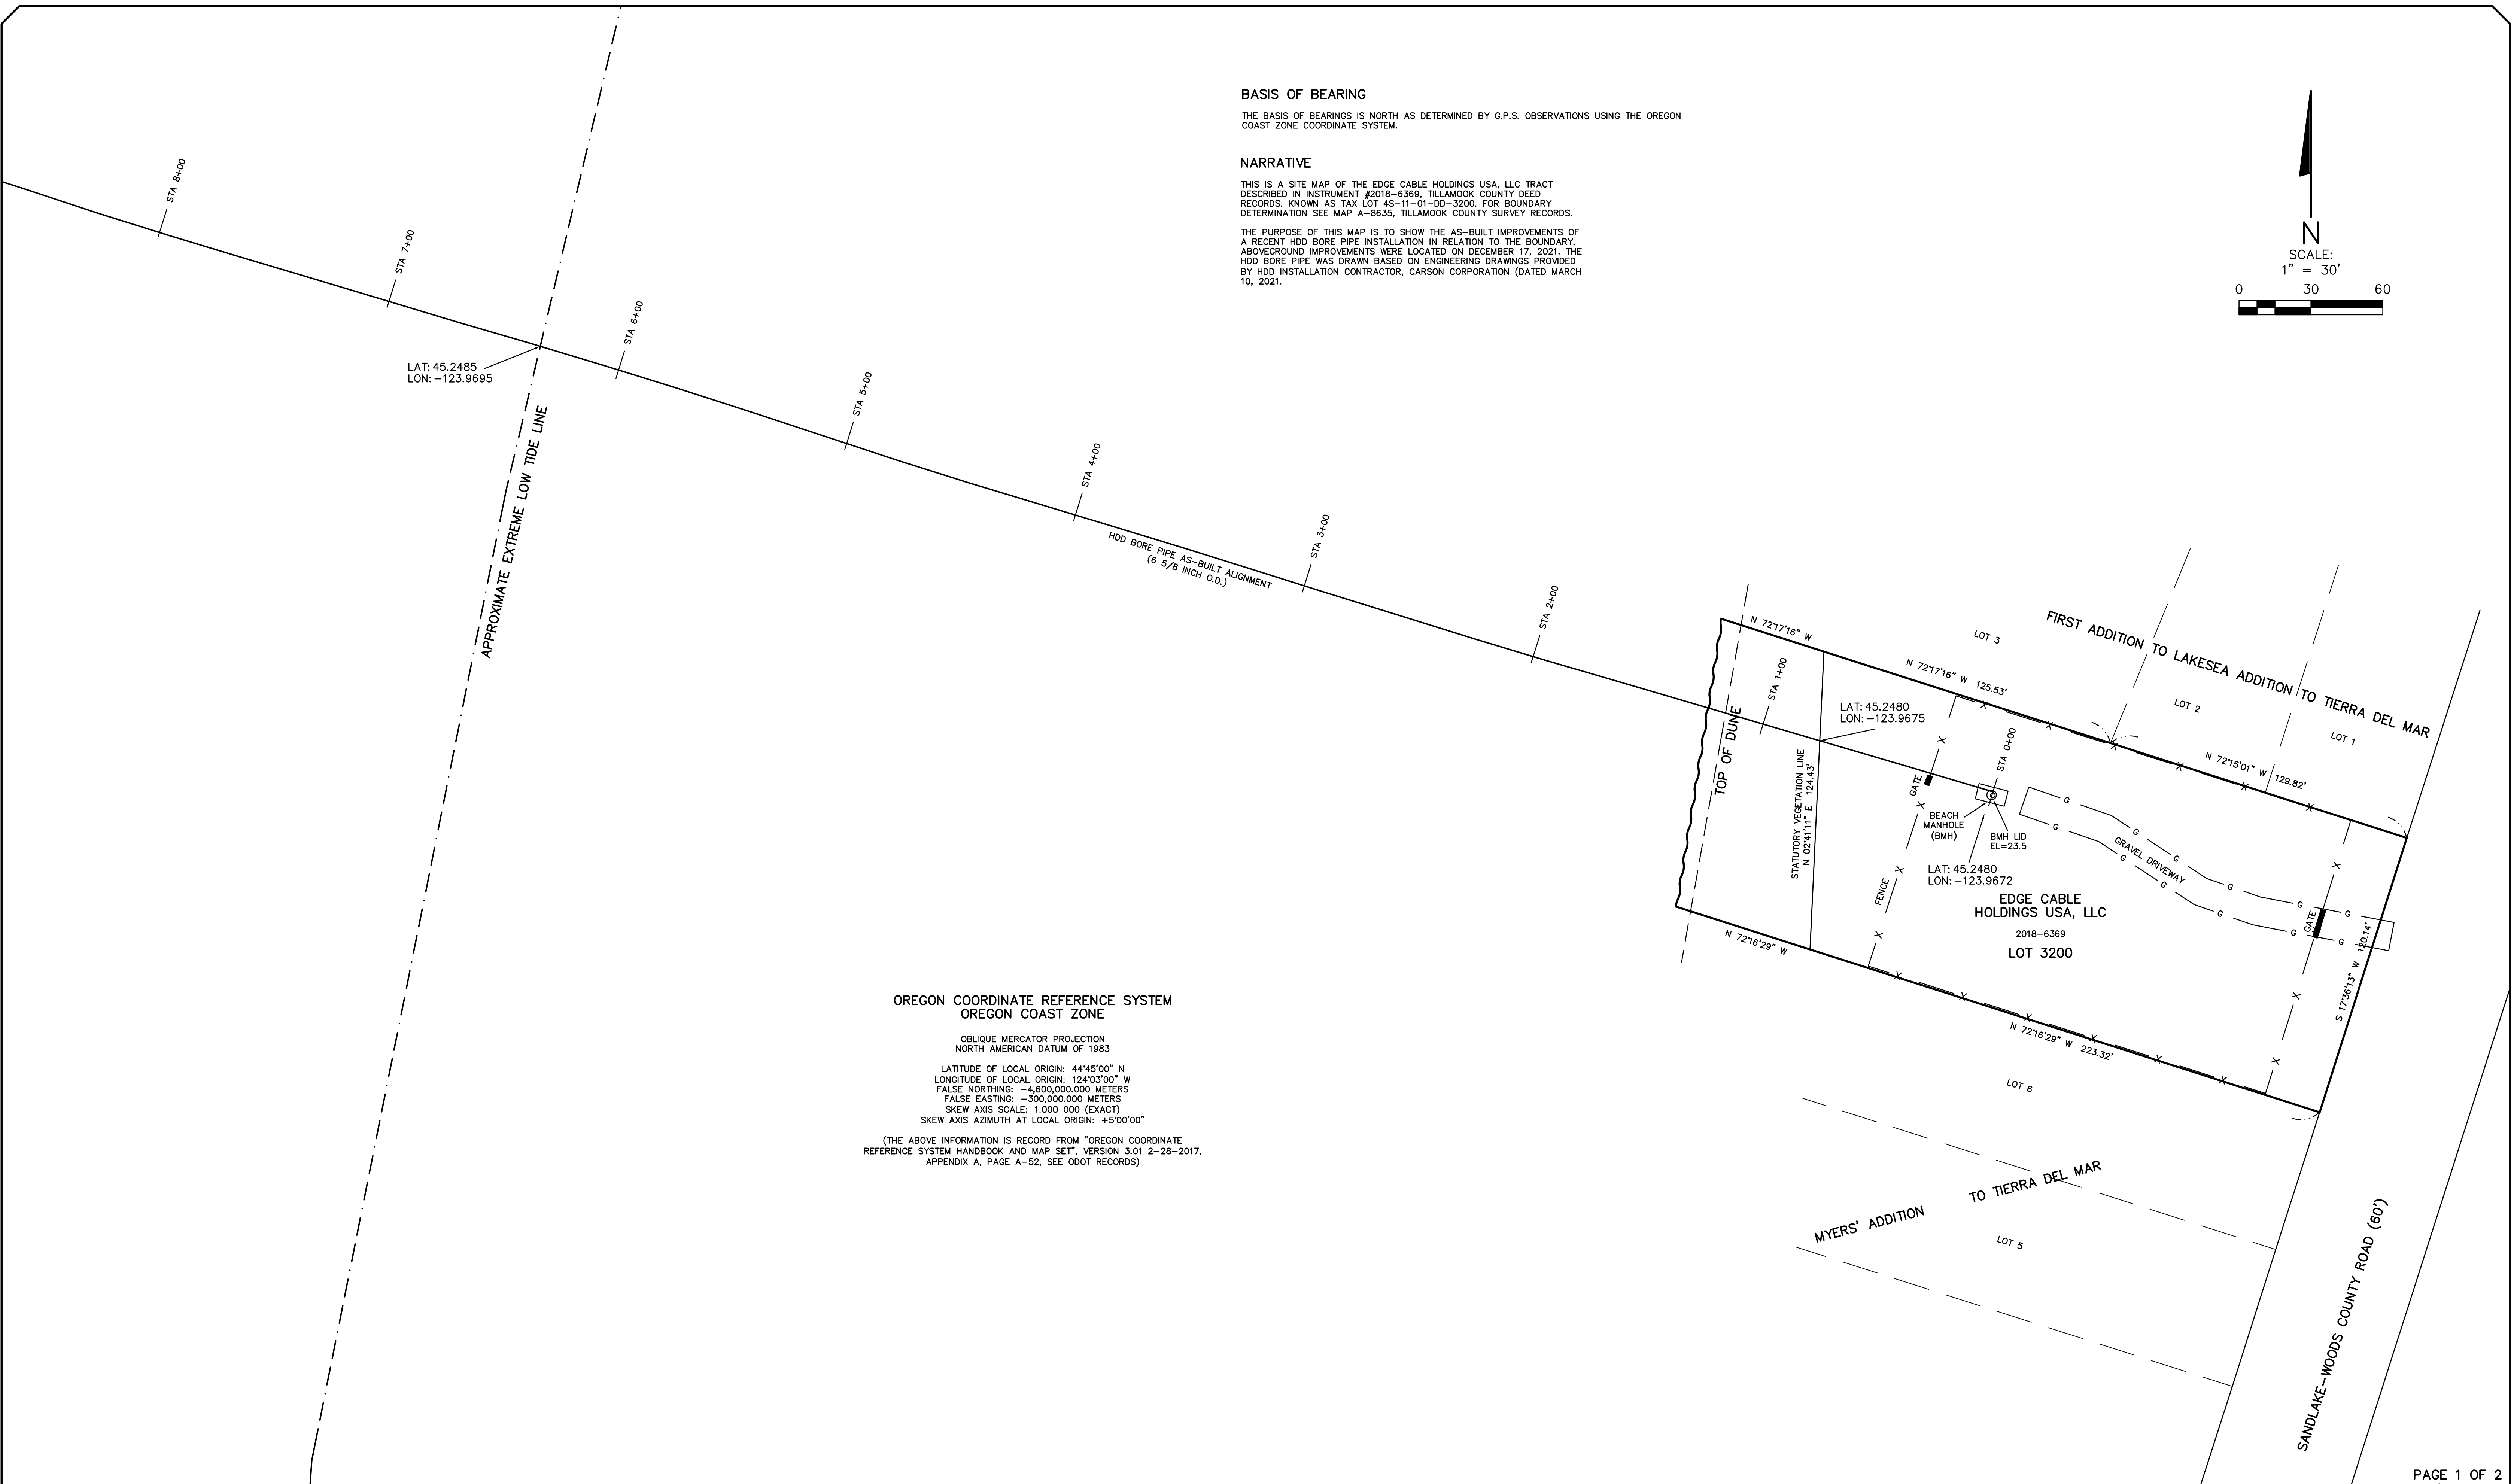 BASIS OF BEARING
THE BASIS OF BEARINGS IS NORTH AS DETERMINED BY G.P.S. OBSERVATIONS USING THE OREGON
COAST ZONE COORDINATE SYSTEM.
NARRATIVE
THIS IS A SITE MAP OF THE EDGE CABLE HOLDINGS USA, LLC TRACT
DESCRIBED IN INSTRUMENT #2018-6369, TILLAMOOK COUNTY DEED
RECORDS. KNOWN AS TAX LOT 4S-11-01-DD-3200. FOR BOUNDARY
DETERMINATION SEE MAP A-8635, TILLAMOOK COUNTY SURVEY RECORDS.
THE PURPOSE OF THIS MAP IS TO SHOW THE AS-BUILT IMPROVEMENTS OF
A RECENT HDD BORE PIPE INSTALLATION IN RELATION TO THE BOUNDARY.
ABOVEGROUND IMPROVEMENTS WERE LOCATED ON DECEMBER 17, 2021. THE
HDD BORE PIPE WAS DRAWN BASED ON ENGINEERING DRAWINGS PROVIDED
BY HDD INSTALLATION CONTRACTOR, CARSON CORPORATION (DATED MARCH
10, 2021.
N
SCALE:
1" = 30'
0 30 60
STA 8+00
STA 7+00
STA 6+00
STA 5+00
STA 4+00
STA 3+00
STA 2+00
STA 1+00
STA 0+00
LAT: 45.2485
LON: -123.9695
APPROXIMATE EXTREME LOW TIDE LINE
HDD BORE PIPE AS-BUILT ALIGNMENT
(6 5/8 INCH O.D.)
N 72°17'16" W
LOT 3
N 72°17'16" W 125.53'
FIRST ADDITION TO LAKESEA ADDITION TO TIERRA DEL MAR
LOT 2
LOT 1
N 72°15'01" W 129.82'
TOP OF DUNE
LAT: 45.2480
LON: -123.9675
STATUTORY VEGETATION LINE
N 02°41'11" E 124.43'
GATE
FENCE
X X X X X X X X X X X X X X X X X X X X
BEACH
MANHOLE
(BMH)
BMH LID
EL=23.5
LAT: 45.2480
LON: -123.9672
GRAVEL DRIVEWAY
G G G G G G G G G G G G G G
GATE
EDGE CABLE
HOLDINGS USA, LLC
2018-6369
LOT 3200
S 17°36'13" W 120.14'
N 72°16'29" W
N 72°16'29" W 223.32'
LOT 6
MYERS' ADDITION TO TIERRA DEL MAR
LOT 5
SANDLAKE-WOODS COUNTY ROAD (60')
OREGON COORDINATE REFERENCE SYSTEM
OREGON COAST ZONE
OBLIQUE MERCATOR PROJECTION
NORTH AMERICAN DATUM OF 1983
LATITUDE OF LOCAL ORIGIN: 44°45'00" N
LONGITUDE OF LOCAL ORIGIN: 124°03'00" W
FALSE NORTHING: -4,600,000.000 METERS
FALSE EASTING: -300,000.000 METERS
SKEW AXIS SCALE: 1.000 000 (EXACT)
SKEW AXIS AZIMUTH AT LOCAL ORIGIN: +5°00'00"
(THE ABOVE INFORMATION IS RECORD FROM "OREGON COORDINATE
REFERENCE SYSTEM HANDBOOK AND MAP SET", VERSION 3.01 2-28-2017,
APPENDIX A, PAGE A-52, SEE ODOT RECORDS)
PAGE 1 OF 2